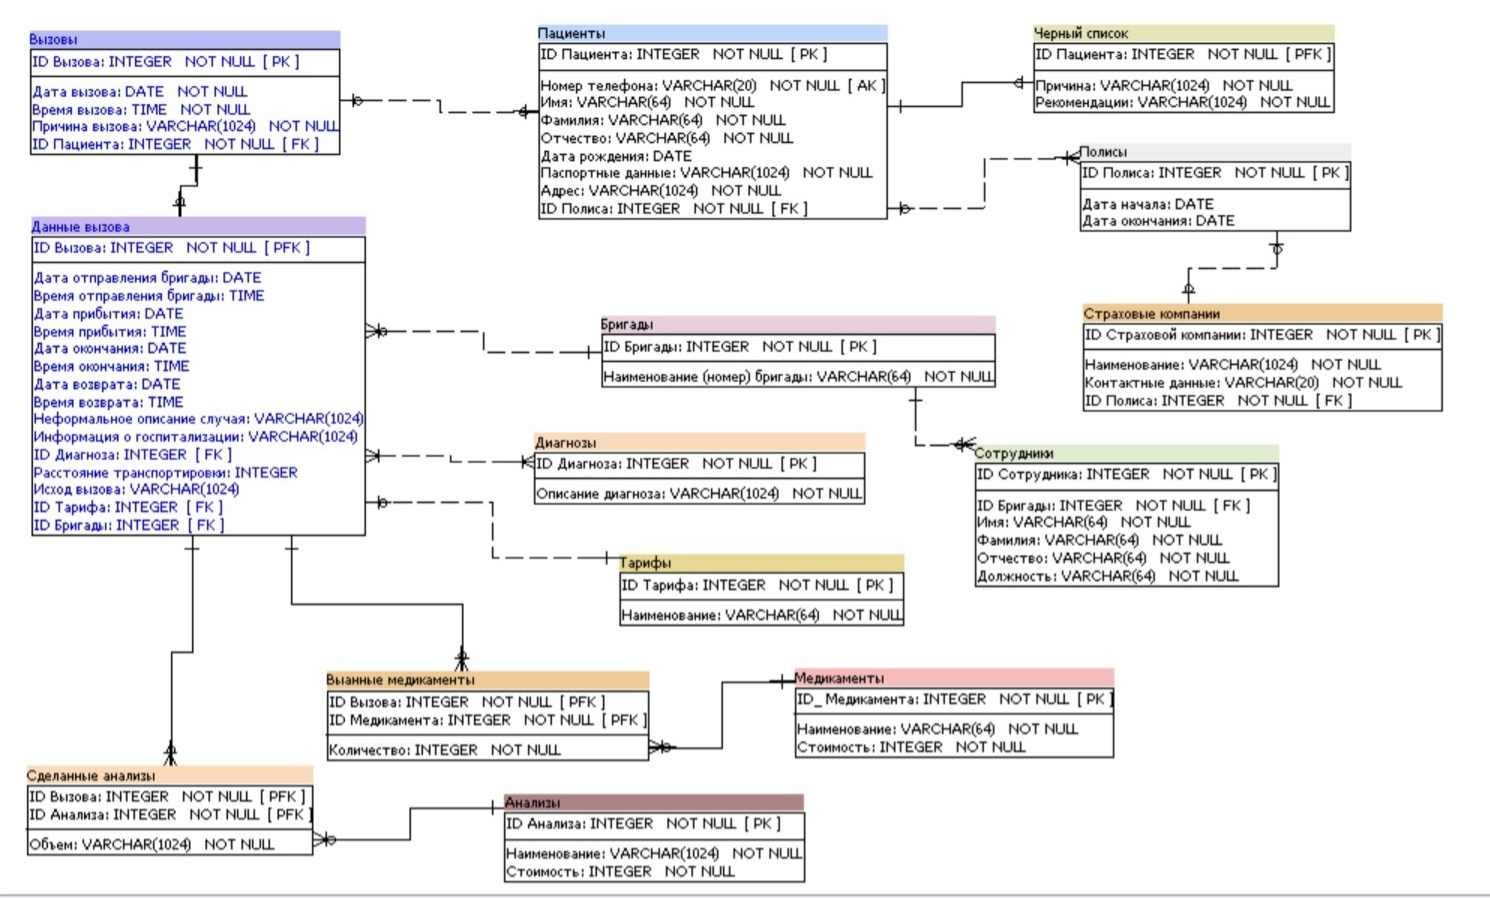 Вызовы
ID Вызова: INTEGER NOT NULL [ PK ]
Дата вызова: DATE NOT NULL
Время вызова: TIME NOT NULL
Причина вызова: VARCHAR(1024) NOT NULL
ID Пациента: INTEGER NOT NULL [ FK ]
Пациенты
ID Пациента: INTEGER NOT NULL [ PK ]
Номер телефона: VARCHAR(20) NOT NULL [ AK ]
Имя: VARCHAR(64) NOT NULL
Фамилия: VARCHAR(64) NOT NULL
Отчество: VARCHAR(64) NOT NULL
Дата рождения: DATE
Паспортные данные: VARCHAR(1024) NOT NULL
Адрес: VARCHAR(1024) NOT NULL
ID Полиса: INTEGER NOT NULL [ FK ]
Черный список
ID Пациента: INTEGER NOT NULL [ PFK ]
Причина: VARCHAR(1024) NOT NULL
Рекомендации: VARCHAR(1024) NOT NULL
Полисы
ID Полиса: INTEGER NOT NULL [ PK ]
Дата начала: DATE
Дата окончания: DATE
Данные вызова
ID Вызова: INTEGER NOT NULL [ PFK ]
Дата отправления бригады: DATE
Время отправления бригады: TIME
Дата прибытия: DATE
Время прибытия: TIME
Дата окончания: DATE
Время окончания: TIME
Дата возврата: DATE
Время возврата: TIME
Неформальное описание случая: VARCHAR(1024)
Информация о госпитализации: VARCHAR(1024)
ID Диагноза: INTEGER [ FK ]
Расстояние транспортировки: INTEGER
Исход вызова: VARCHAR(1024)
ID Тарифа: INTEGER [ FK ]
ID Бригады: INTEGER [ FK ]
Страховые компании
ID Страховой компании: INTEGER NOT NULL [ PK ]
Наименование: VARCHAR(1024) NOT NULL
Контактные данные: VARCHAR(20) NOT NULL
ID Полиса: INTEGER NOT NULL [ FK ]
Бригады
ID Бригады: INTEGER NOT NULL [ PK ]
Наименование (номер) бригады: VARCHAR(64) NOT NULL
Диагнозы
ID Диагноза: INTEGER NOT NULL [ PK ]
Описание диагноза: VARCHAR(1024) NOT NULL
Сотрудники
ID Сотрудника: INTEGER NOT NULL [ PK ]
ID Бригады: INTEGER NOT NULL [ FK ]
Имя: VARCHAR(64) NOT NULL
Фамилия: VARCHAR(64) NOT NULL
Отчество: VARCHAR(64) NOT NULL
Должность: VARCHAR(64) NOT NULL
Тарифы
ID Тарифа: INTEGER NOT NULL [ PK ]
Наименование: VARCHAR(64) NOT NULL
Выанные медикаменты
ID Вызова: INTEGER NOT NULL [ PFK ]
ID Медикамента: INTEGER NOT NULL [ PFK ]
Количество: INTEGER NOT NULL
Медикаменты
ID_ Медикамента: INTEGER NOT NULL [ PK ]
Наименование: VARCHAR(64) NOT NULL
Стоимость: INTEGER NOT NULL
Сделанные анализы
ID Вызова: INTEGER NOT NULL [ PFK ]
ID Анализа: INTEGER NOT NULL [ PFK ]
Объем: VARCHAR(1024) NOT NULL
Анализы
ID Анализа: INTEGER NOT NULL [ PK ]
Наименование: VARCHAR(1024) NOT NULL
Стоимость: INTEGER NOT NULL